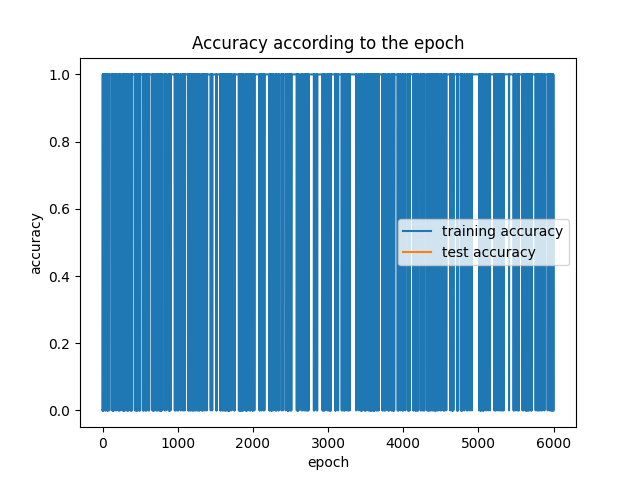 Accuracy according to the epoch
accuracy
1.0
0.8
0.6
0.4
0.2
0.0
training accuracy
test accuracy
0 1000 2000 3000 4000 5000 6000
epoch